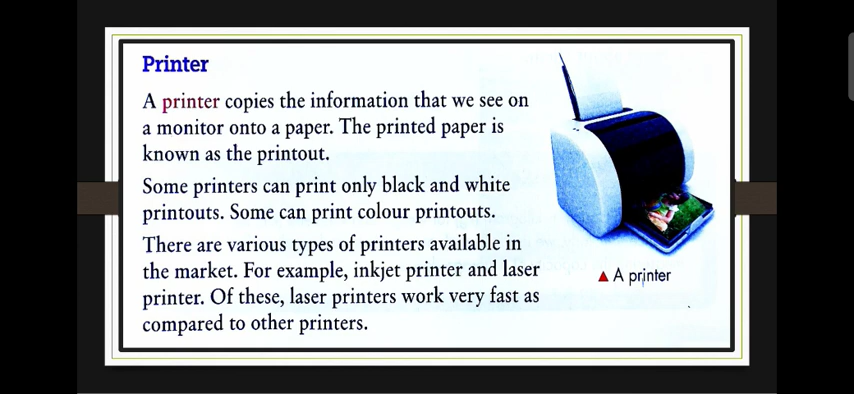 Printer
A printer copies the information that we see on
a monitor onto a paper. The printed paper is
known as the printout.
Some printers can print only black and white
printouts. Some can print colour printouts.
There are various types of printers available in
the market. For example, inkjet printer and laser
printer. Of these, laser printers work very fast as
compared to other printers.
▲ A printer